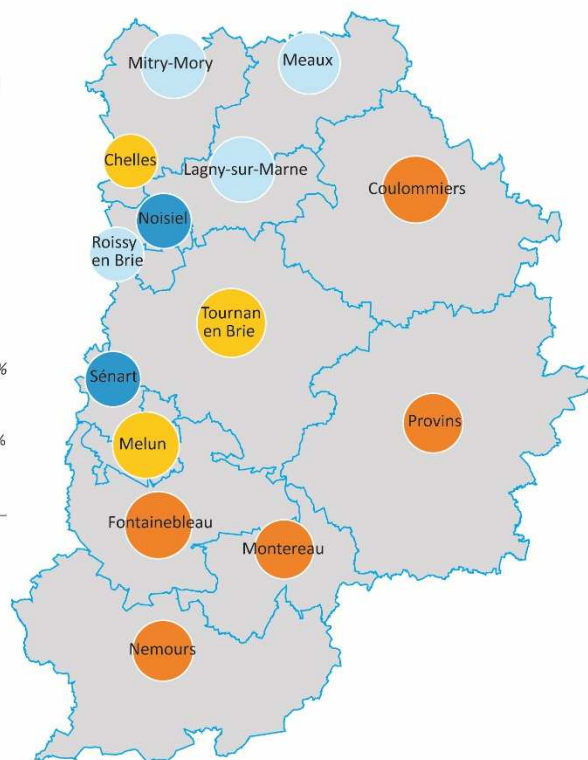 Mitry-Mory
Meaux
Chelles
Lagny-sur-Marne
Coulommiers
Noisiel
Roissy
en Brie
Tournan
en Brie
%
Sénart
Provins
%
Melun
Fontainebleau
Montereau
Nemours